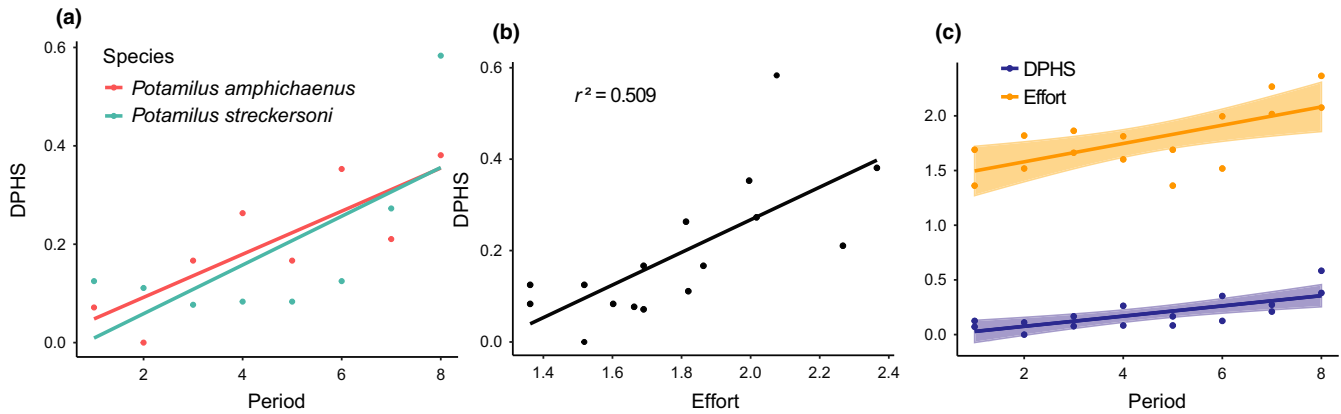 (a)
Species
Potamilus amphichaenus
Potamilus streckersoni
0.6
0.4
0.2
0.0
DPHS
2 4 6 8
Period
(b)
r² = 0.509
0.6
0.4
0.2
0.0
DPHS
1.4 1.6 1.8 2.0 2.2 2.4
Effort
(c)
DPHS
Effort
2.0
1.5
1.0
0.5
0.0
2 4 6 8
Period